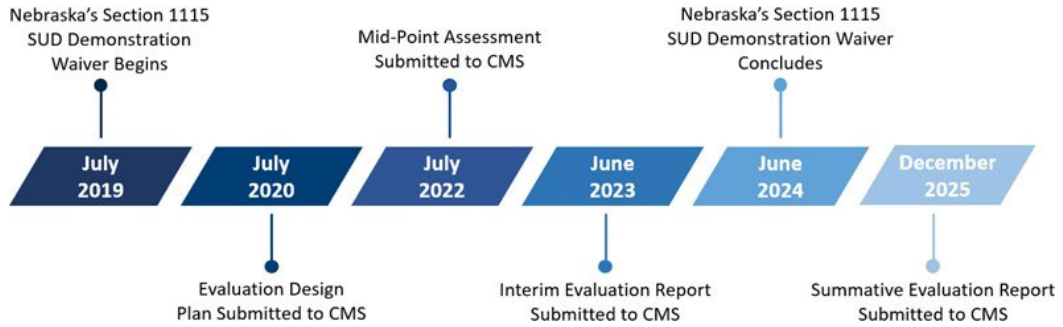 Nebraska's Section 1115
SUD Demonstration
Waiver Begins
Mid-Point Assessment
Submitted to CMS
Nebraska's Section 1115
SUD Demonstration Waiver
Concludes
July
2019
July
2020
July
2022
June
2023
June
2024
December
2025
Evaluation Design
Plan Submitted to CMS
Interim Evaluation Report
Submitted to CMS
Summative Evaluation Report
Submitted to CMS